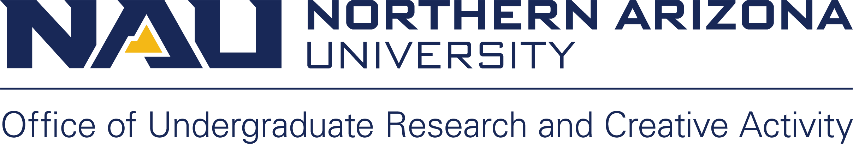 NAU NORTHERN ARIZONA
UNIVERSITY
Office of Undergraduate Research and Creative Activity